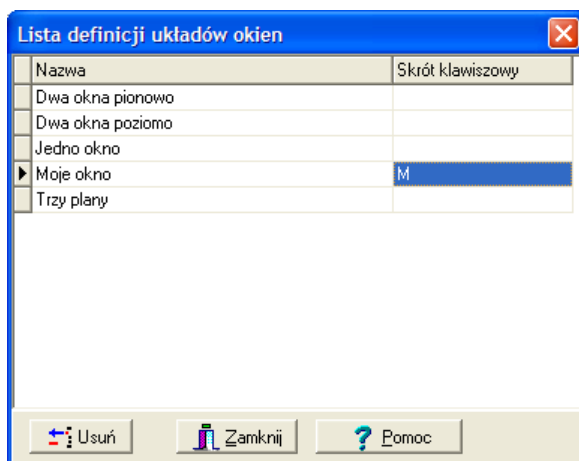 Lista definicji układów okien
Nazwa Skrót klawiszowy
Dwa okna pionowo
Dwa okna poziomo
Jedno okno
Moje okno M
Trzy plany
Usuń Zamknij Pomoc